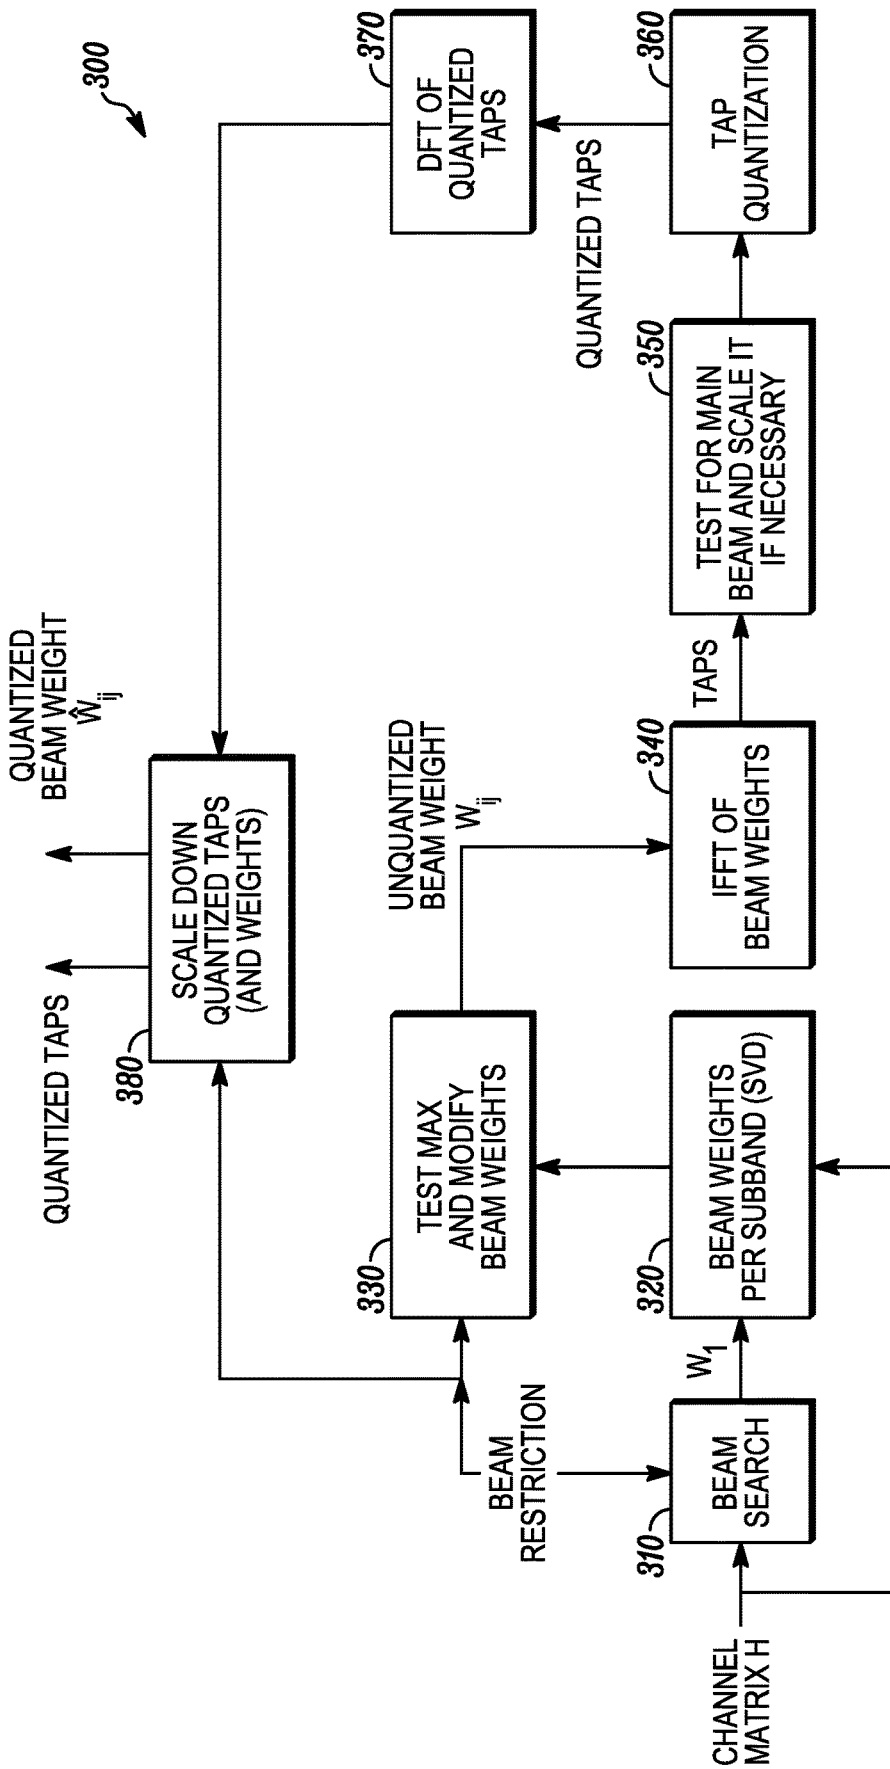 300
QUANTIZED TAPS
QUANTIZED
BEAM WEIGHT
Ŵij
380
SCALE DOWN
QUANTIZED TAPS
(AND WEIGHTS)
370
DFT OF
QUANTIZED
TAPS
330
TEST MAX
AND MODIFY
BEAM WEIGHTS
UNQUANTIZED
BEAM WEIGHT
Wij
QUANTIZED TAPS
BEAM
RESTRICTION
CHANNEL
MATRIX H
310
BEAM
SEARCH
W1
320
BEAM WEIGHTS
PER SUBBAND (SVD)
340
IFFT OF
BEAM WEIGHTS
TAPS
350
TEST FOR MAIN
BEAM AND SCALE IT
IF NECESSARY
360
TAP
QUANTIZATION